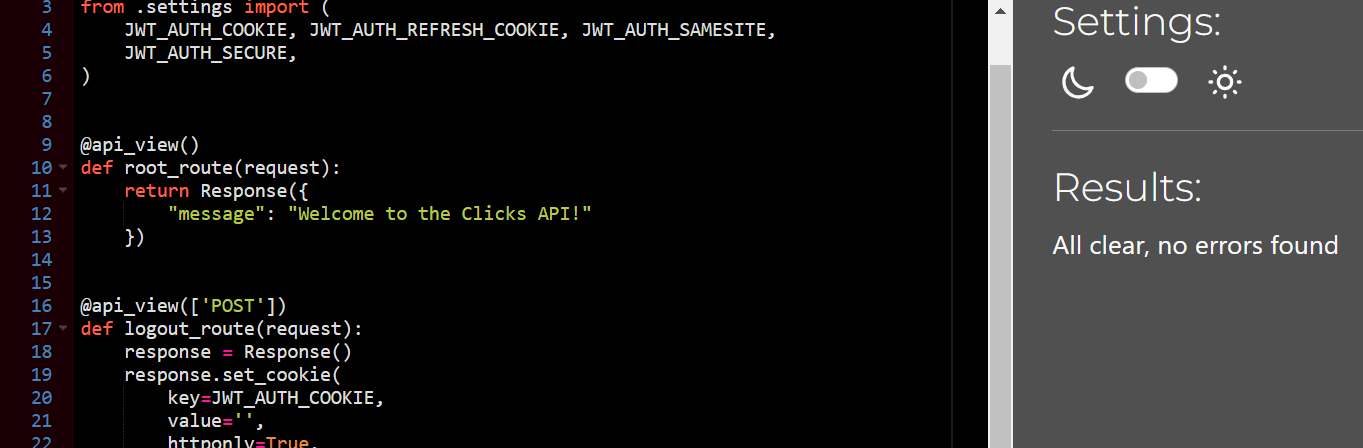 3 from .settings import (
4     JWT_AUTH_COOKIE, JWT_AUTH_REFRESH_COOKIE, JWT_AUTH_SAMESITE,
5     JWT_AUTH_SECURE,
6 )
7
8
9 @api_view()
10 def root_route(request):
11     return Response({
12         "message": "Welcome to the Clicks API!"
13     })
14
15
16 @api_view(['POST'])
17 def logout_route(request):
18     response = Response()
19     response.set_cookie(
20         key=JWT_AUTH_COOKIE,
21         value='',
22         httponly=True,
Settings:
Results:
All clear, no errors found